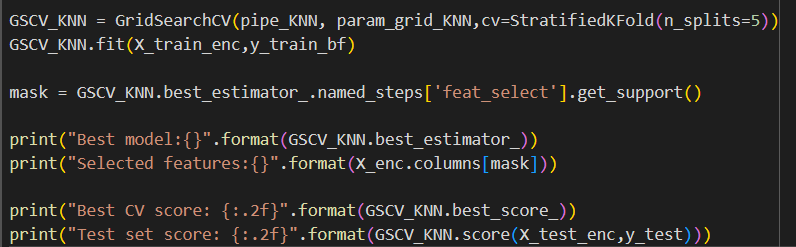 GSCV_KNN = GridSearchCV(pipe_KNN, param_grid_KNN,cv=StratifiedKFold(n_splits=5))
GSCV_KNN.fit(X_train_enc,y_train_bf)
mask = GSCV_KNN.best_estimator_.named_steps['feat_select'].get_support()
print("Best model:{}".format(GSCV_KNN.best_estimator_))
print("Selected features:{}".format(X_enc.columns[mask]))
print("Best CV score: {:.2f}".format(GSCV_KNN.best_score_))
print("Test set score: {:.2f}".format(GSCV_KNN.score(X_test_enc,y_test)))